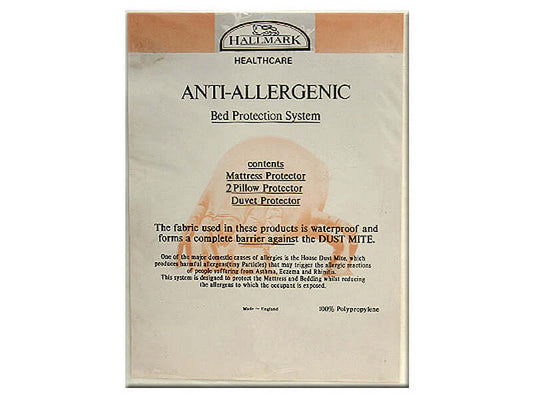 HALLMARK
HEALTHCARE
ANTI-ALLERGENIC
Bed Protection System
contents
Mattress Protector
2 Pillow Protector
Duvet Protector
The fabric used in these products is waterproof and
forms a complete barrier against the DUST MITE.
One of the major domestic causes of allergies is the House Dust Mite, which
produces harmful allergens(tiny Particles) that may trigger the allergic reactions
of people suffering from Asthma, Eczema and Rhinitis.
This system is designed to protect the Mattress and Bedding whilst reducing
the allergens to which the occupant is exposed.
Made in England
100% Polypropylene